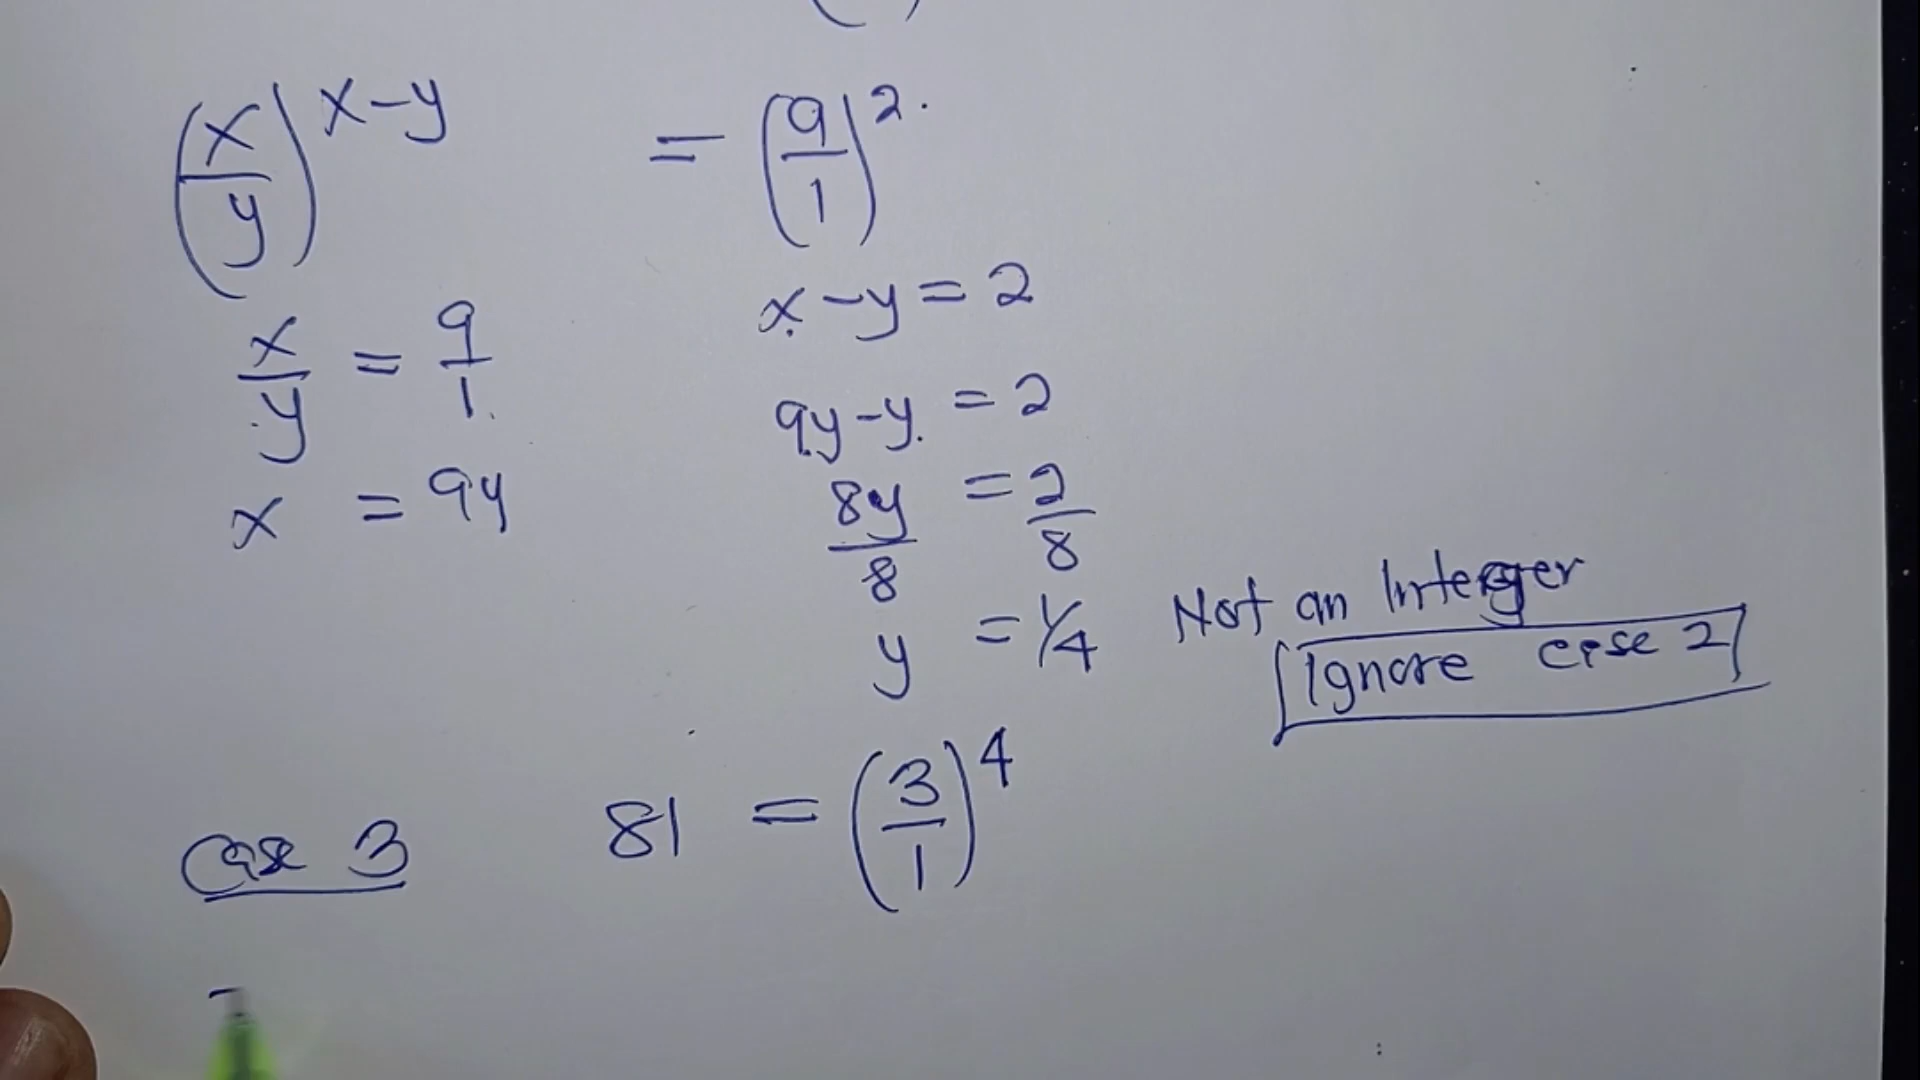 (x/y)^(x-y) = (9/1)^2.
x/y = 9/1
x - y = 2
9y - y = 2
x = 9y
8y/8 = 2/8
y = 1/4 Not an Integer
Ignore case 2
Case 3 81 = (3/1)^4